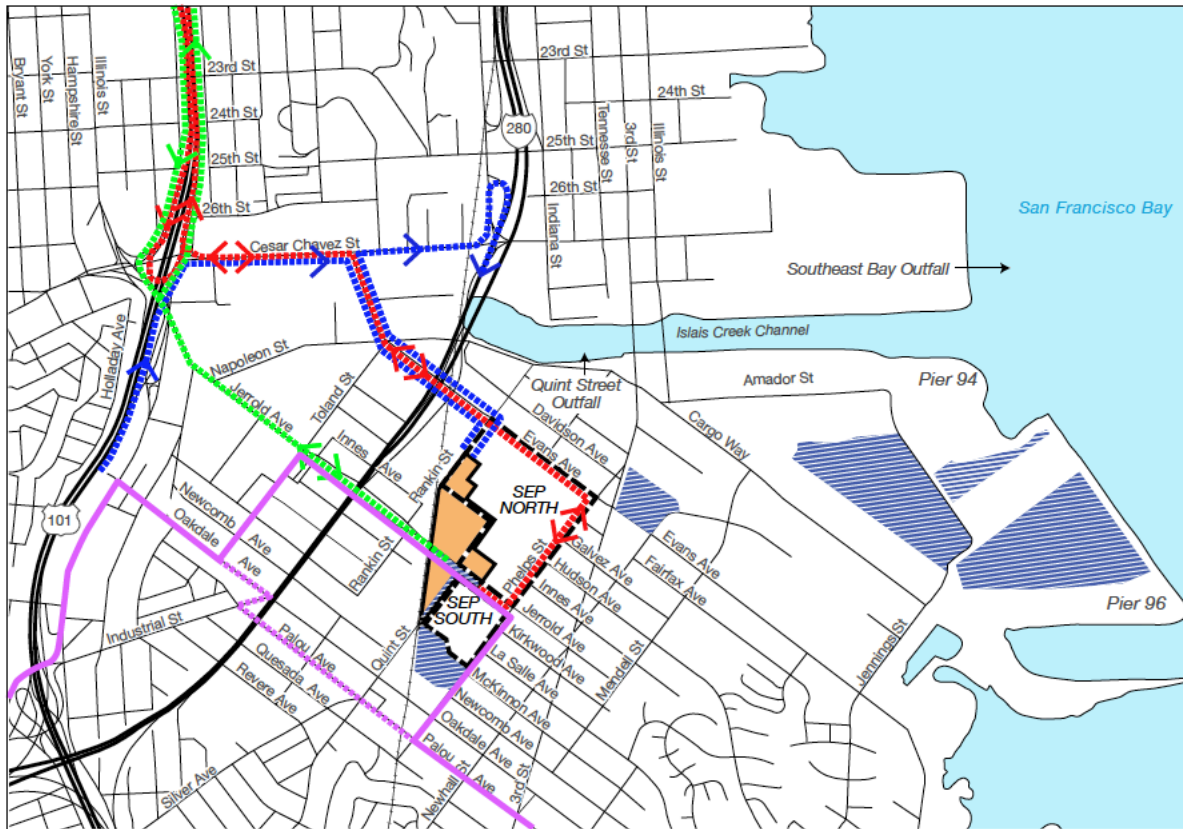 Bryant St
York St
Hampshire St
Illinois St
23rd St
24th St
25th St
26th St
280
23rd St
24th St
25th St
26th St
Tennesse St
3rd St
Illinois St
Indiana St
Cesar Chavez St
San Francisco Bay
Southeast Bay Outfall
Islais Creek Channel
Holladay Ave
Napoleon St
Jerrold Ave
Toland St
Innes Ave
Rankin St
Quint Street
Outfall
Davidson Ave
Evans Ave
Cargo Way
Amador St
Pier 94
Pier 96
101
Newcomb Ave
Oakdale Ave
Rankin St
SEP
NORTH
SEP
SOUTH
Phelps St
Galvez Ave
Hudson Ave
Innes Ave
Jerrold Ave
Kirkwood Ave
La Salle Ave
McKinnon Ave
Newcomb Ave
Oakdale Ave
Palou Ave
Evans Ave
Fairfax Ave
Mendell St
Jennings St
Industrial St
Palou Ave
Quesada Ave
Revere Ave
Quint St
Silver Ave
Newhall St
3rd St